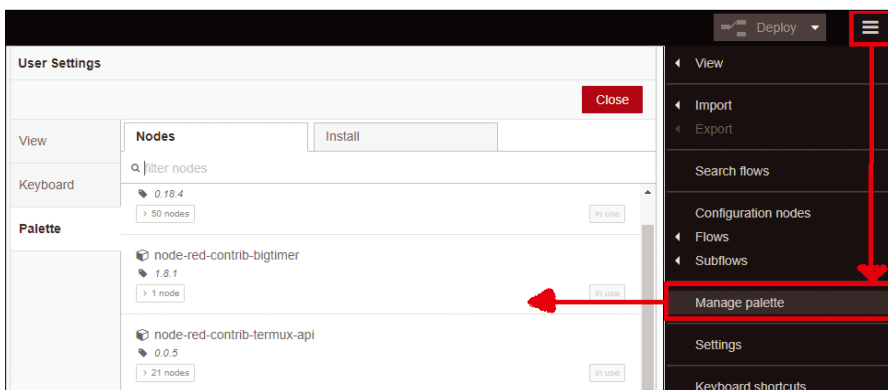 Deploy
User Settings
Close
View
Keyboard
Palette
Nodes
Install
filter nodes
0.18.4
> 50 nodes
in use
node-red-contrib-bigtimer
1.8.1
> 1 node
in use
node-red-contrib-termux-api
0.0.5
> 21 nodes
in use
View
Import
Export
Search flows
Configuration nodes
Flows
Subflows
Manage palette
Settings
Keyboard shortcuts